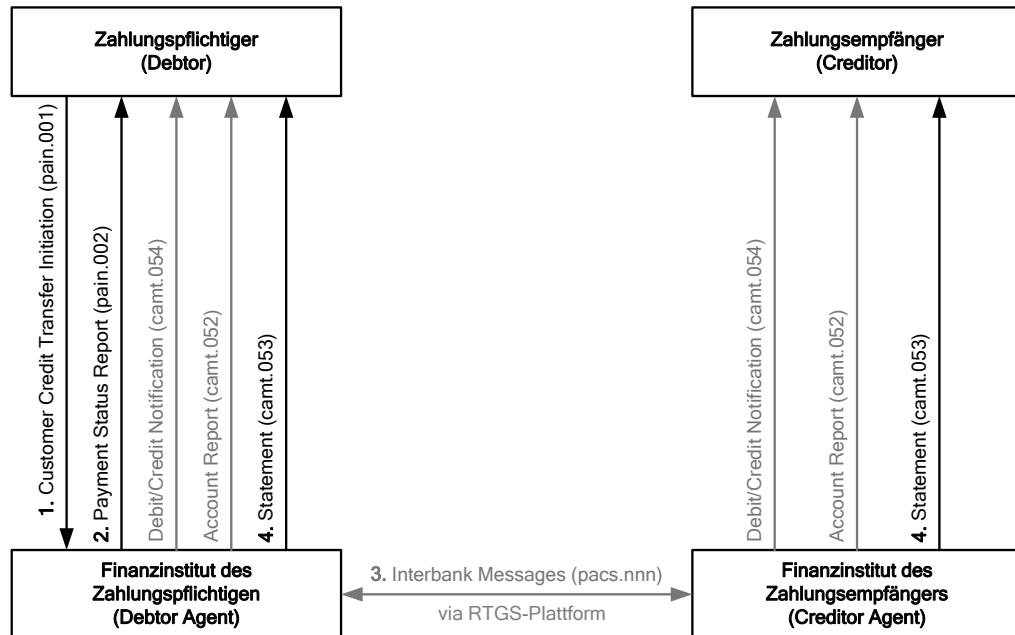 Zahlungspflichtiger
(Debtor)
Zahlungsempfänger
(Creditor)
1. Customer Credit Transfer Initiation (pain.001)
2. Payment Status Report (pain.002)
Debit/Credit Notification (camt.054)
Account Report (camt.052)
4. Statement (camt.053)
Debit/Credit Notification (camt.054)
Account Report (camt.052)
4. Statement (camt.053)
Finanzinstitut des
Zahlungspflichtigen
(Debtor Agent)
3. Interbank Messages (pacs.nnn)
via RTGS-Plattform
Finanzinstitut des
Zahlungsempfängers
(Creditor Agent)